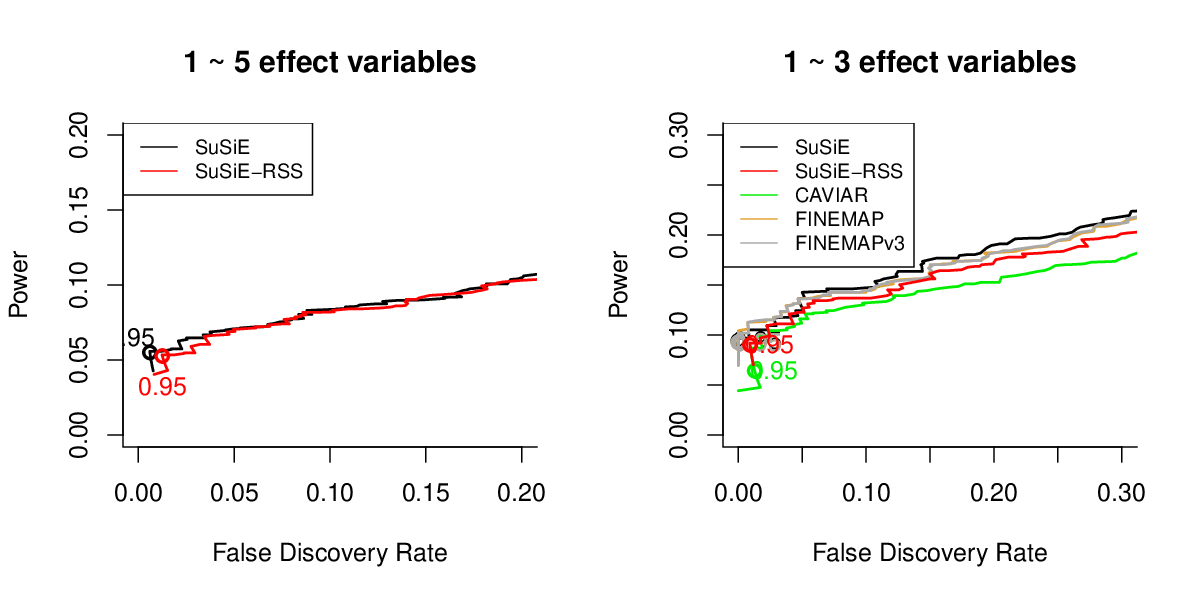 1 ~ 5 effect variables
0.20
0.15
0.10
0.05
0.00
Power
SuSiE
SuSiE−RSS
.95
0.95
0.00 0.05 0.10 0.15 0.20
False Discovery Rate
1 ~ 3 effect variables
0.30
0.20
0.10
0.00
Power
SuSiE
SuSiE−RSS
CAVIAR
FINEMAP
FINEMAPv3
0.95
0.95
0.00 0.10 0.20 0.30
False Discovery Rate